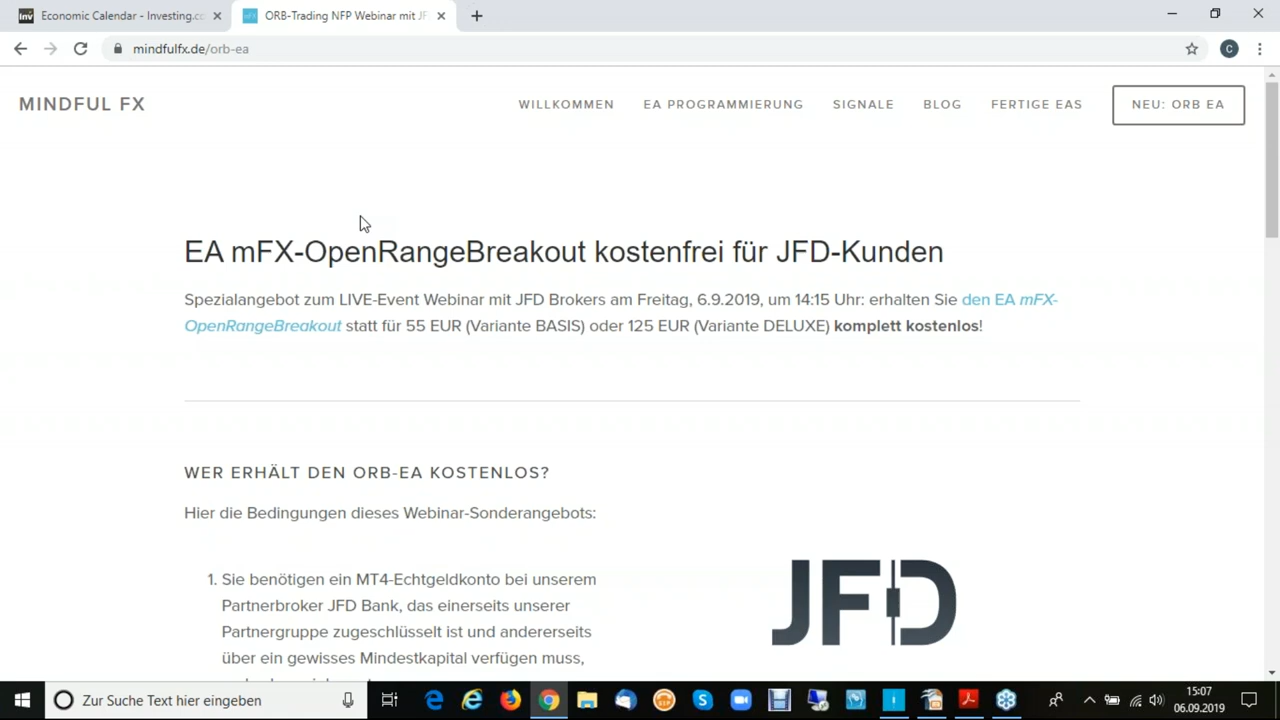 Economic Calendar - Investing.co
ORB-Trading NFP Webinar mit JF
mindfulfx.de/orb-ea
C
MINDFUL FX
WILLKOMMEN
EA PROGRAMMIERUNG
SIGNALE
BLOG
FERTIGE EAS
NEU: ORB EA
EA mFX-OpenRangeBreakout kostenfrei für JFD-Kunden
Spezialangebot zum LIVE-Event Webinar mit JFD Brokers am Freitag, 6.9.2019, um 14:15 Uhr: erhalten Sie den EA mFX-
OpenRangeBreakout statt für 55 EUR (Variante BASIS) oder 125 EUR (Variante DELUXE) komplett kostenlos!
WER ERHÄLT DEN ORB-EA KOSTENLOS?
Hier die Bedingungen dieses Webinar-Sonderangebots:
1. Sie benötigen ein MT4-Echtgeldkonto bei unserem
Partnerbroker JFD Bank, das einerseits unserer
Partnergruppe zugeschlüsselt ist und andererseits
über ein gewisses Mindestkapital verfügen muss,
JFD
Zur Suche Text hier eingeben
15:07
06.09.2019